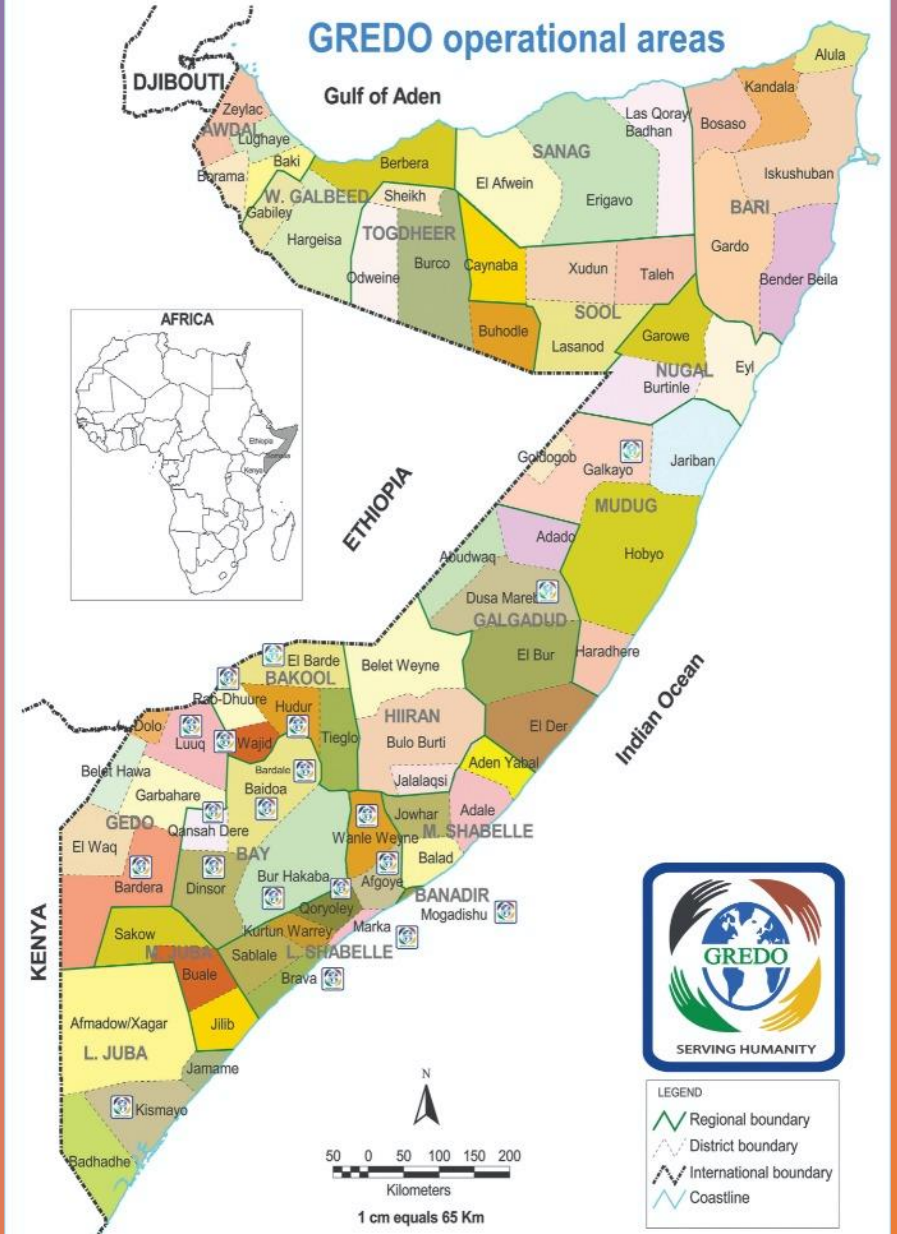 GREDO operational areas
DJIBOUTI
Gulf of Aden
Alula
Kandala
Zeylac
AWDAL
Lughaye
Las Qoray/
Badhan
Bosaso
Baki
Berbera
SANAG
Borama
W. GALBEED
Sheikh
El Afwein
Iskushuban
Gabiley
Erigavo
BARI
Hargeisa
TOGDHEER
Gardo
Odweine
Burco
Caynaba
Xudun
Taleh
Bender Beila
SOOL
Buhodle
Lasanod
Garowe
NUGAL
Eyl
Burtinle
AFRICA
Ethiopia
Somalia
Kenya
ETHIOPIA
Goldogob
Galkayo
Jariban
MUDUG
Adado
Hobyo
Abudwaq
Dusa Mareb
GALGADUD
El Bur
Haradhere
El Barde
BAKOOL
Belet Weyne
Rab-Dhuure
Hudur
HIIRAN
El Der
Indian Ocean
Dolo
Luuq
Wajid
Tieglo
Bulo Burti
Belet Hawa
Bardale
Jalalaqsi
Aden Yabal
Garbahare
Baidoa
GEDO
Qansah Dere
Jowhar
Adale
El Waq
Wanle Weyne
M. SHABELLE
BAY
Balad
Bardera
Dinsor
Bur Hakaba
Afgoye
BANADIR
Qoryoley
Mogadishu
KENYA
Sakow
Kurtun Warrey
Marka
M. JUBA
Sablale
L. SHABELLE
Buale
Brava
Afmadow/Xagar
Jilib
L. JUBA
Jamame
Kismayo
Badhadhe
GREDO
SERVING HUMANITY
N
50 0 50 100 150 200
Kilometers
1 cm equals 65 Km
LEGEND
Regional boundary
District boundary
International boundary
Coastline